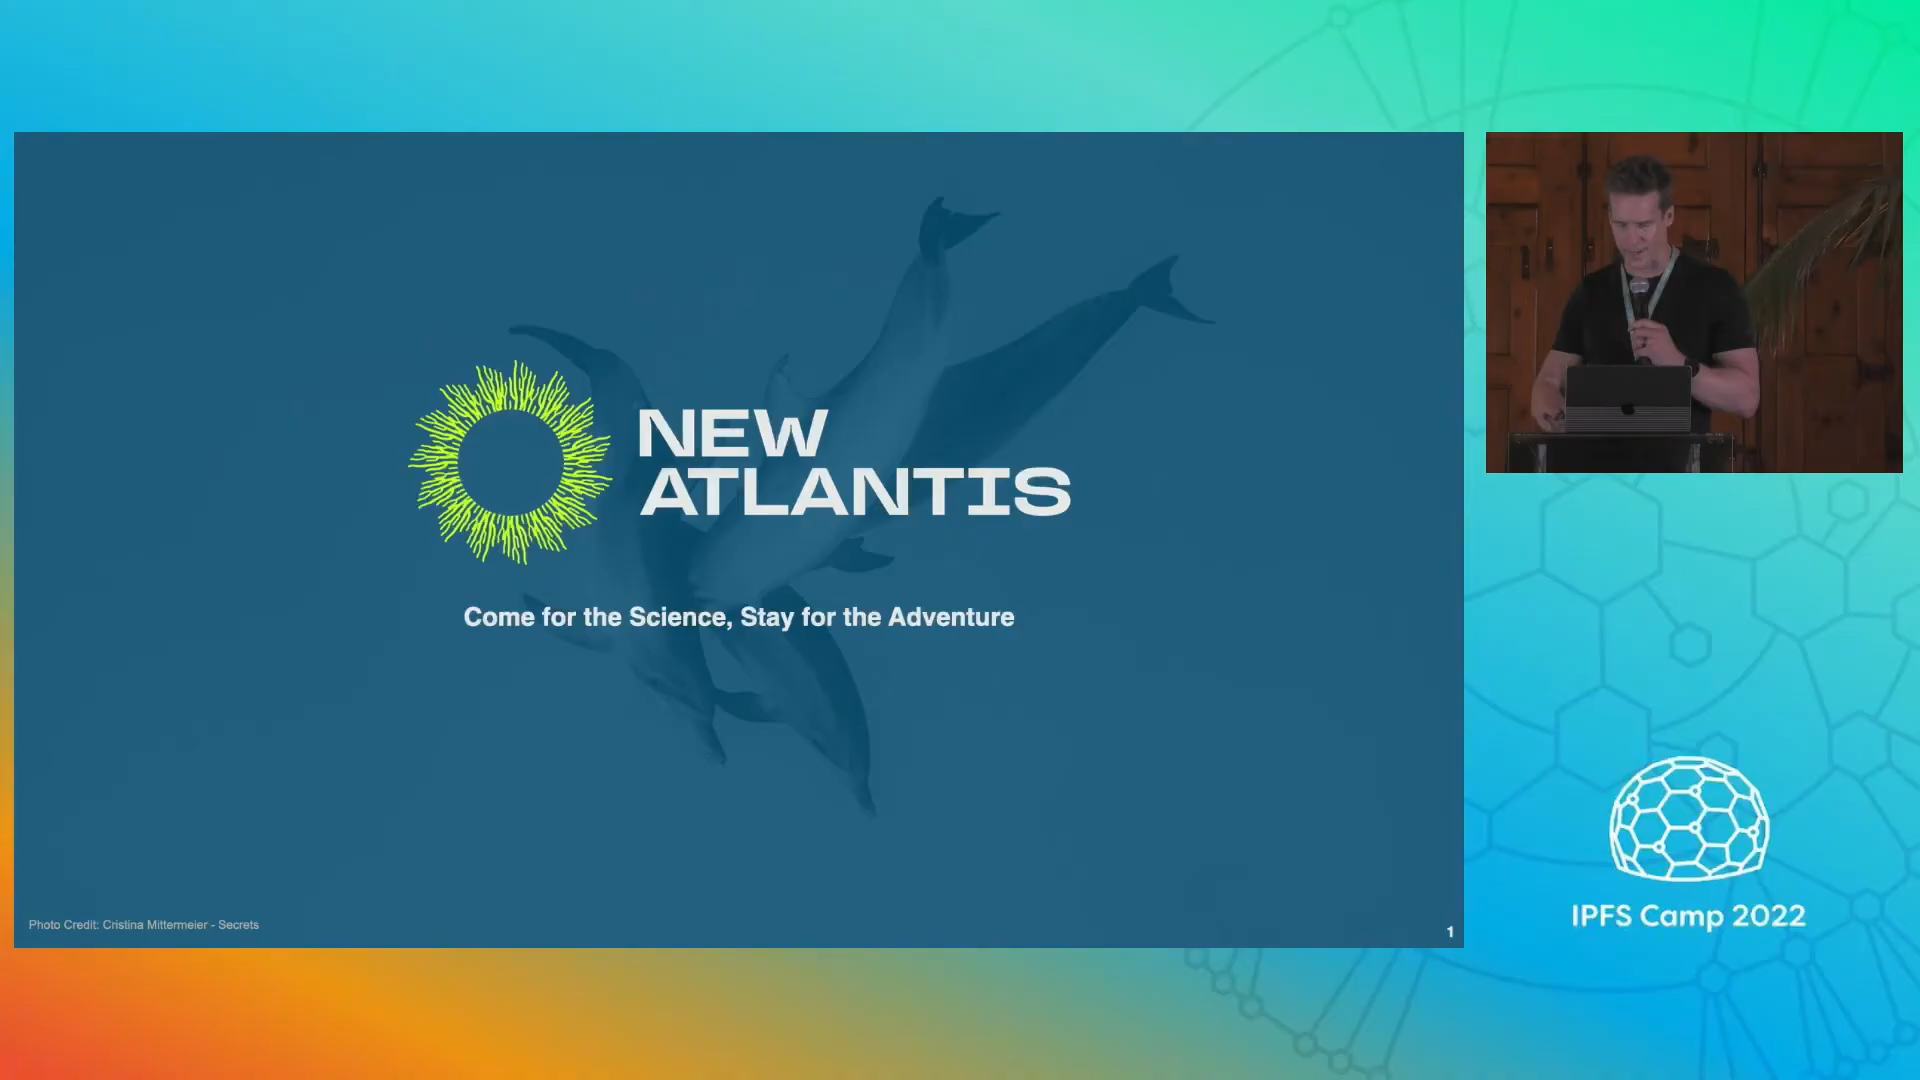 NEW
ATLANTIS
Come for the Science, Stay for the Adventure
Photo Credit: Cristina Mittermeier - Secrets
1
IPFS Camp 2022